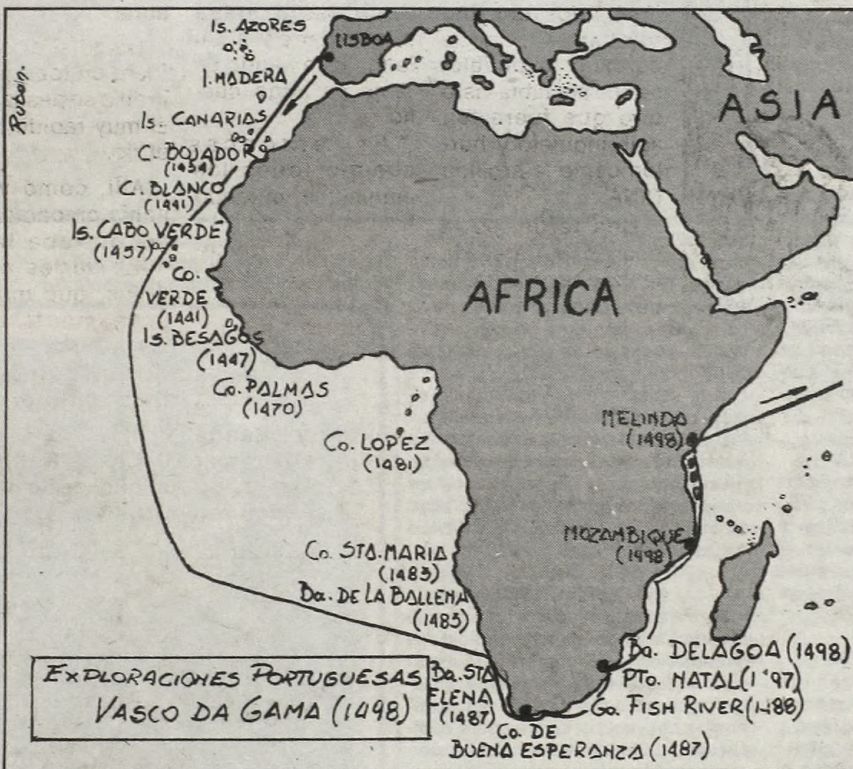 Rubein.
Is. AZORES
LISBOA
I. MADERA
Is. CANARIAS
C. BOJADOR
(1434)
C. BLANCO
(1441)
Is. CABO VERDE
(1457)
Co.
VERDE
(1441)
Is. BESAGOS
(1447)
Co. PALMAS
(1470)
Co. LOPEZ
(1481)
Co. STA. MARIA
(1483)
Ba. DE LA BALLENA
(1485)
ASIA
AFRICA
MELINDA
(1498)
MOZAMBIQUE
(1498)
Ba. DELAGOA (1498)
PTO. NATAL (1 97)
Go. FISH RIVER (1488
Ba. STA
ELENA
(1487)
Co. DE
BUENA ESPERANZA (1487)
EXPLORACIONES PORTUGUESAS
VASCO DA GAMA (1498)